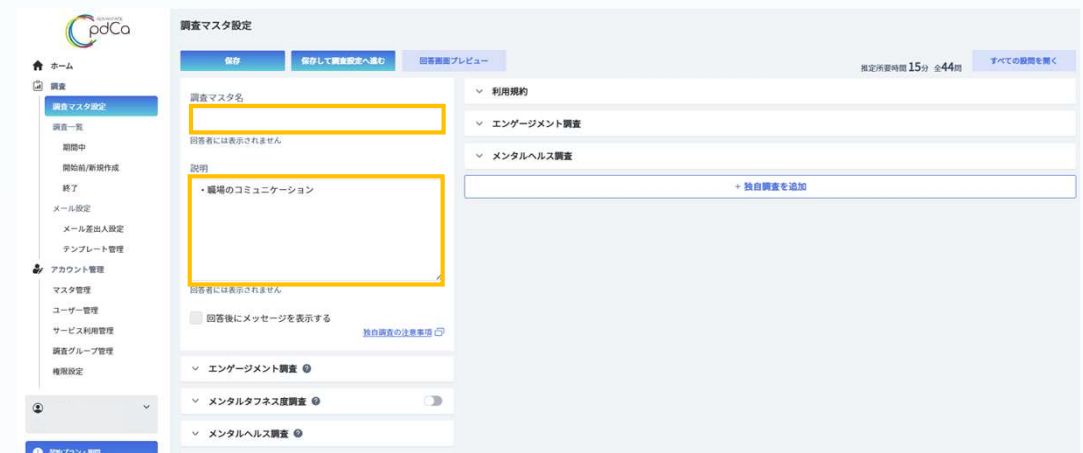 ADVANTAGE
pdCa
ホーム
調査
調査マスタ設定
調査一覧
期間中
開始前/新規作成
終了
メール設定
メール差出人設定
テンプレート管理
アカウント管理
マスタ管理
ユーザー管理
サービス利用管理
調査グループ管理
権限設定
契約プラン・期間
調査マスタ設定
保存
保存して調査設定へ進む
回答画面プレビュー
推定所要時間15分 全44問
すべての設問を開く
調査マスタ名
回答者には表示されません
説明
・職場のコミュニケーション
回答者には表示されません
回答後にメッセージを表示する
独自調査の注意事項
エンゲージメント調査
メンタルタフネス度調査
メンタルヘルス調査
利用規約
エンゲージメント調査
メンタルヘルス調査
+ 独自調査を追加